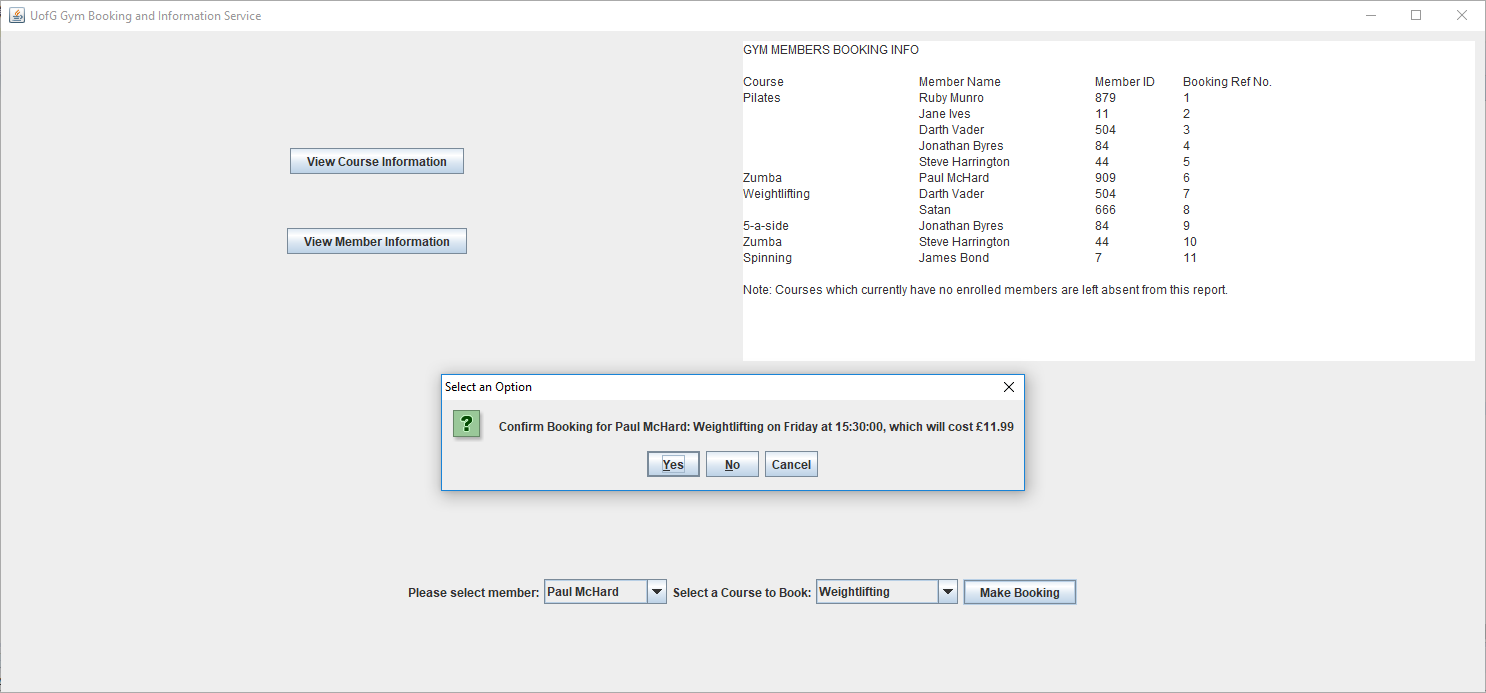 UofG Gym Booking and Information Service
GYM MEMBERS BOOKING INFO
Course Member Name Member ID Booking Ref No.
Pilates Ruby Munro 879 1
Jane Ives 11 2
Darth Vader 504 3
Jonathan Byres 84 4
Steve Harrington 44 5
Zumba Paul McHard 909 6
Weightlifting Darth Vader 504 7
Satan 666 8
5-a-side Jonathan Byres 84 9
Zumba Steve Harrington 44 10
Spinning James Bond 7 11
Note: Courses which currently have no enrolled members are left absent from this report.
View Course Information
View Member Information
Select an Option
?
Confirm Booking for Paul McHard: Weightlifting on Friday at 15:30:00, which will cost £11.99
Yes No Cancel
Please select member: Paul McHard Select a Course to Book: Weightlifting Make Booking